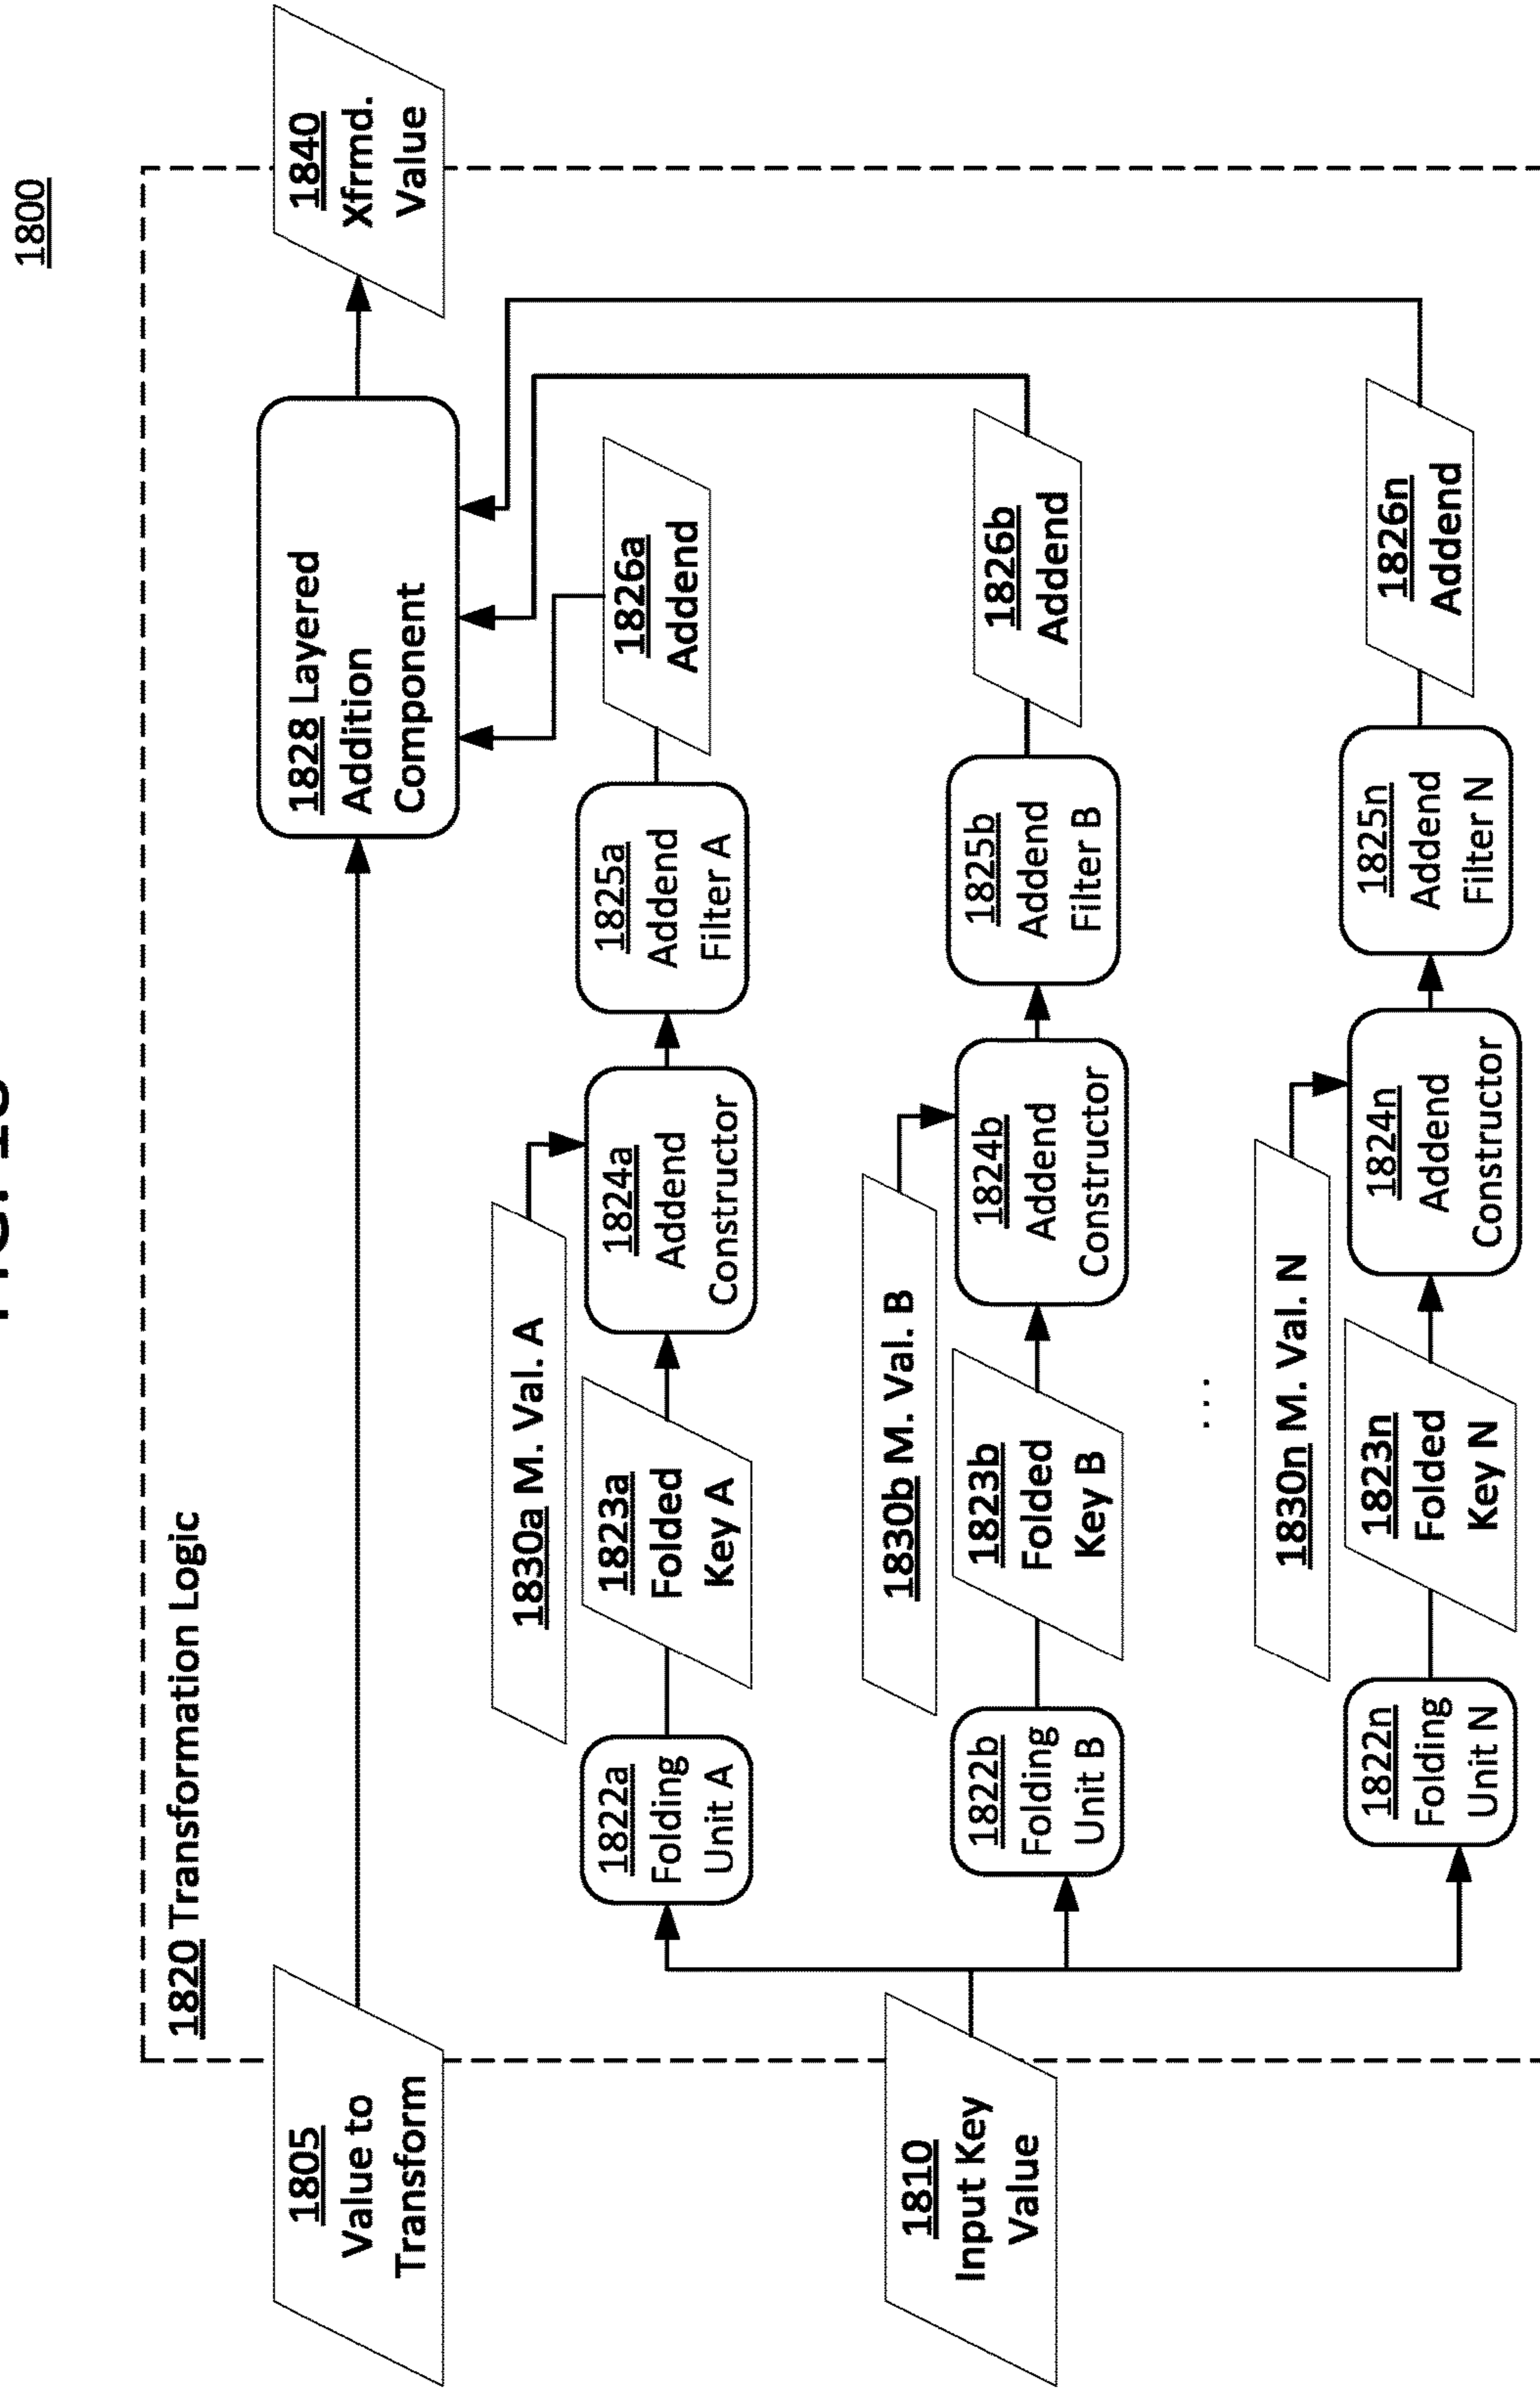 1800
1820 Transformation Logic
1805
Value to
Transform
1828 Layered
Addition
Component
1840
Xfrmd.
Value
1830a M. Val. A
1822a
Folding
Unit A
1823a
Folded
Key A
1824a
Addend
Constructor
1825a
Addend
Filter A
1826a
Addend
1810
Input Key
Value
1830b M. Val. B
1822b
Folding
Unit B
1823b
Folded
Key B
1824b
Addend
Constructor
1825b
Addend
Filter B
1826b
Addend
...
1830n M. Val. N
1822n
Folding
Unit N
1823n
Folded
Key N
1824n
Addend
Constructor
1825n
Addend
Filter N
1826n
Addend